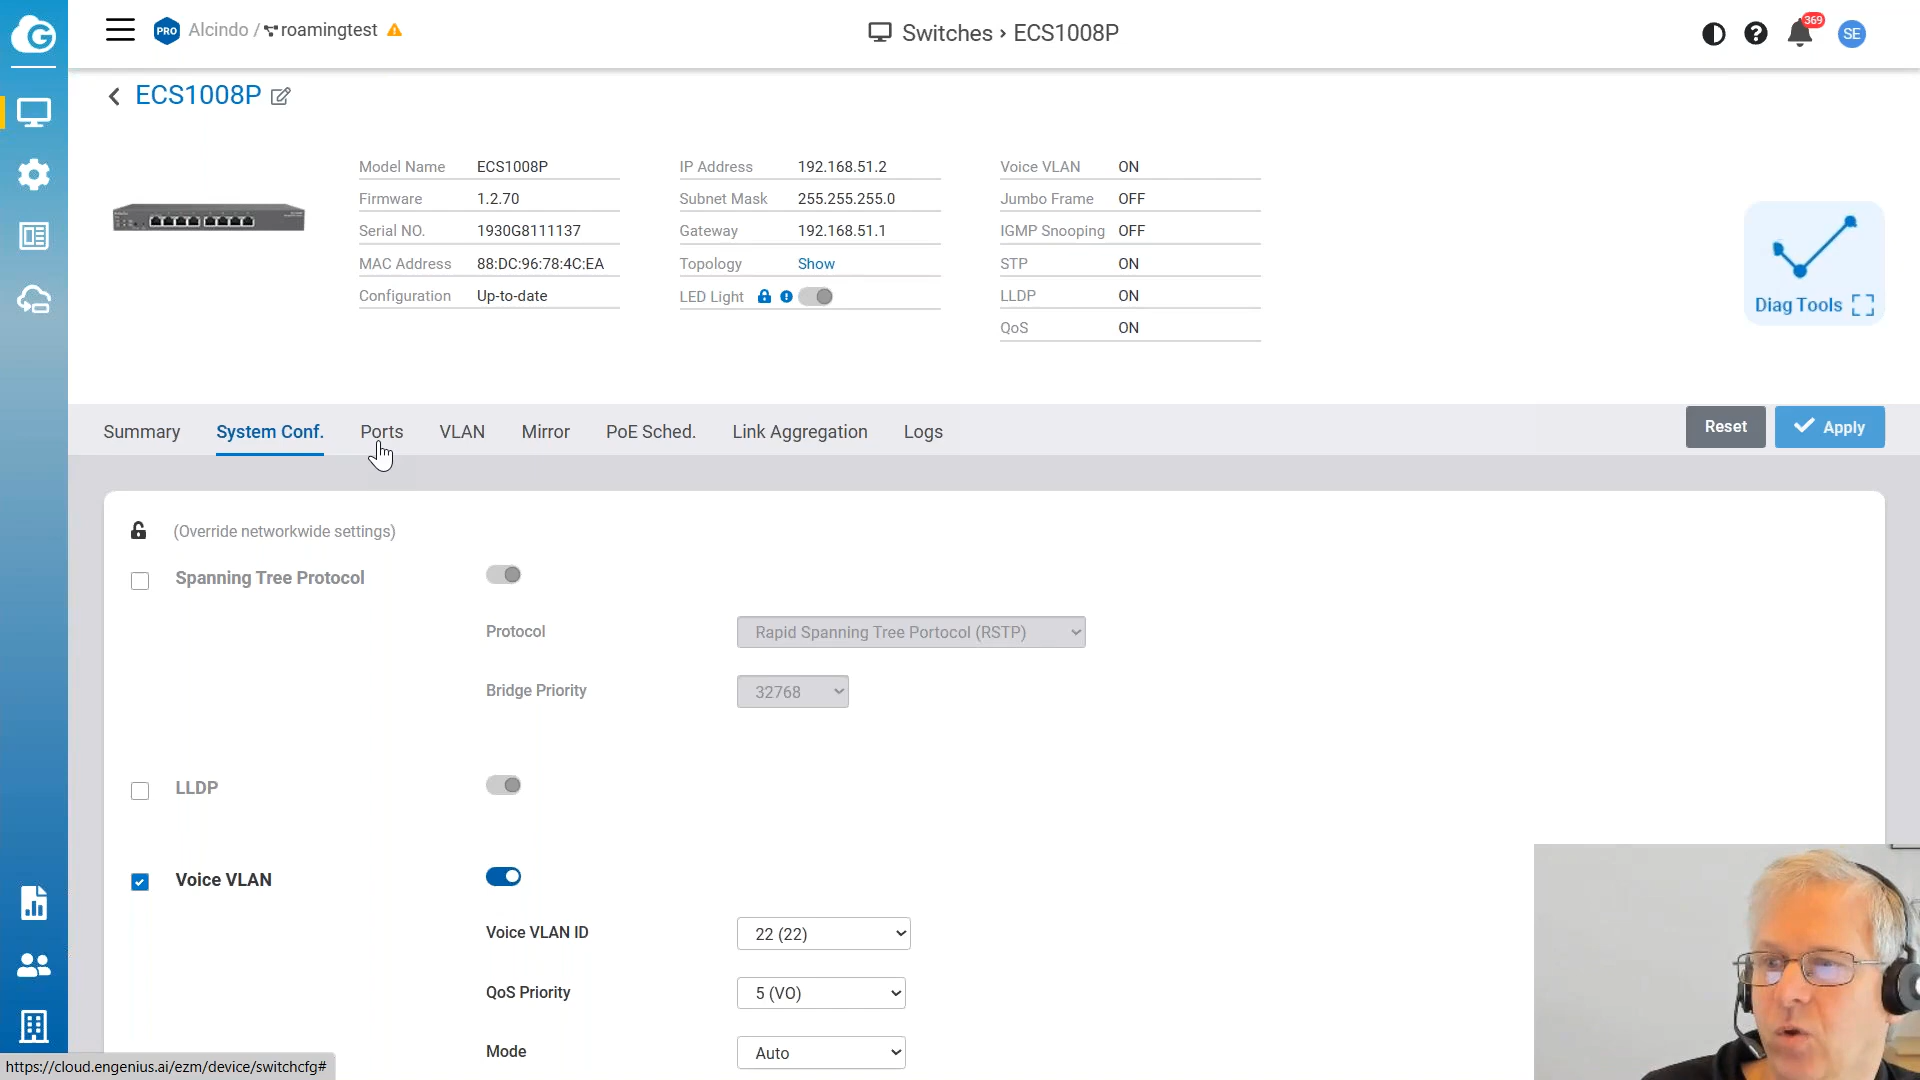 PRO Alcindo / roamingtest
Switches › ECS1008P
369
SE
ECS1008P
Model Name ECS1008P
Firmware 1.2.70
Serial NO. 1930G8111137
MAC Address 88:DC:96:78:4C:EA
Configuration Up-to-date
IP Address 192.168.51.2
Subnet Mask 255.255.255.0
Gateway 192.168.51.1
Topology Show
LED Light
Voice VLAN ON
Jumbo Frame OFF
IGMP Snooping OFF
STP ON
LLDP ON
QoS ON
Diag Tools
Summary System Conf. Ports VLAN Mirror PoE Sched. Link Aggregation Logs
Reset Apply
(Override networkwide settings)
Spanning Tree Protocol
Protocol Rapid Spanning Tree Portocol (RSTP)
Bridge Priority 32768
LLDP
Voice VLAN
Voice VLAN ID 22 (22)
QoS Priority 5 (VO)
Mode Auto
https://cloud.engenius.ai/ezm/device/switchcfg#